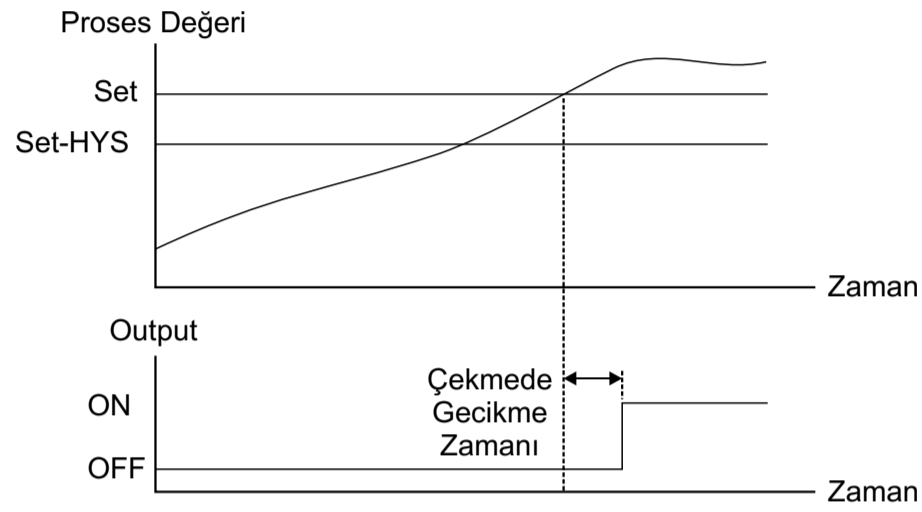 Proses Değeri
Set
Set-HYS
Zaman
Output
Çekmede
Gecikme
Zamanı
ON
OFF
Zaman